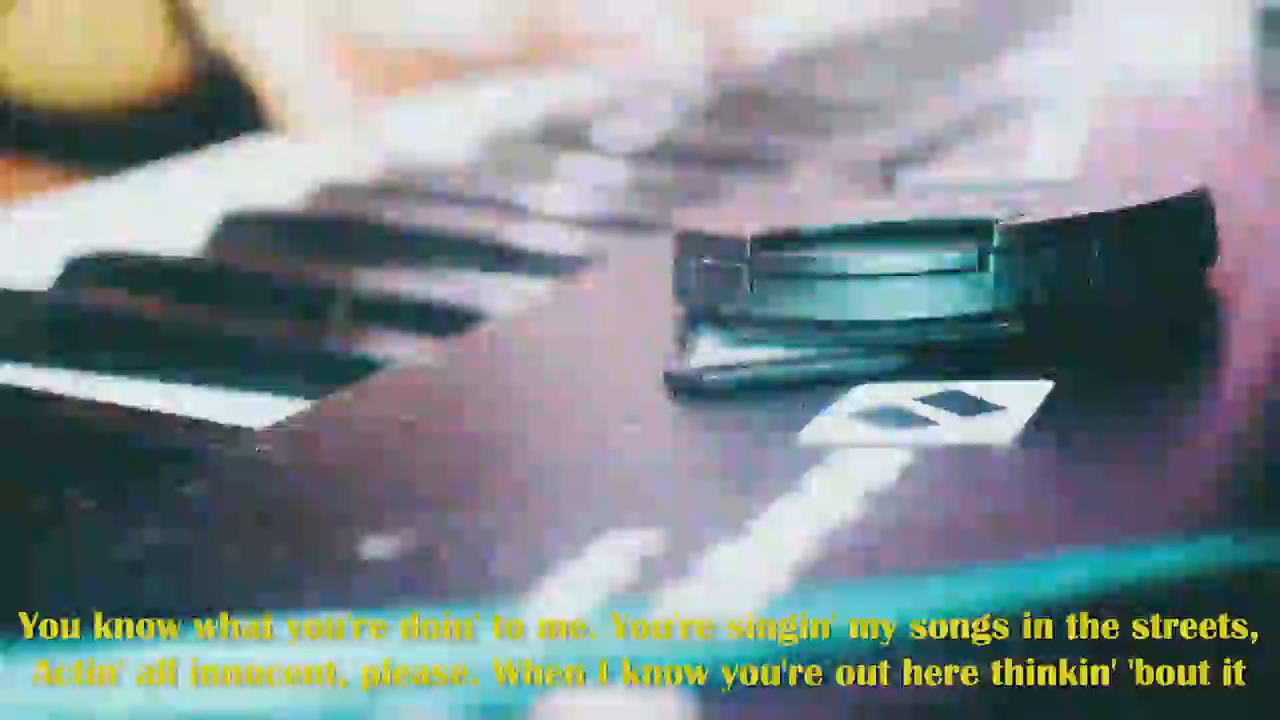 You know what you're doin' to me. You're singin' my songs in the streets,
Actin' all innocent, please. When I know you're out here thinkin' 'bout it